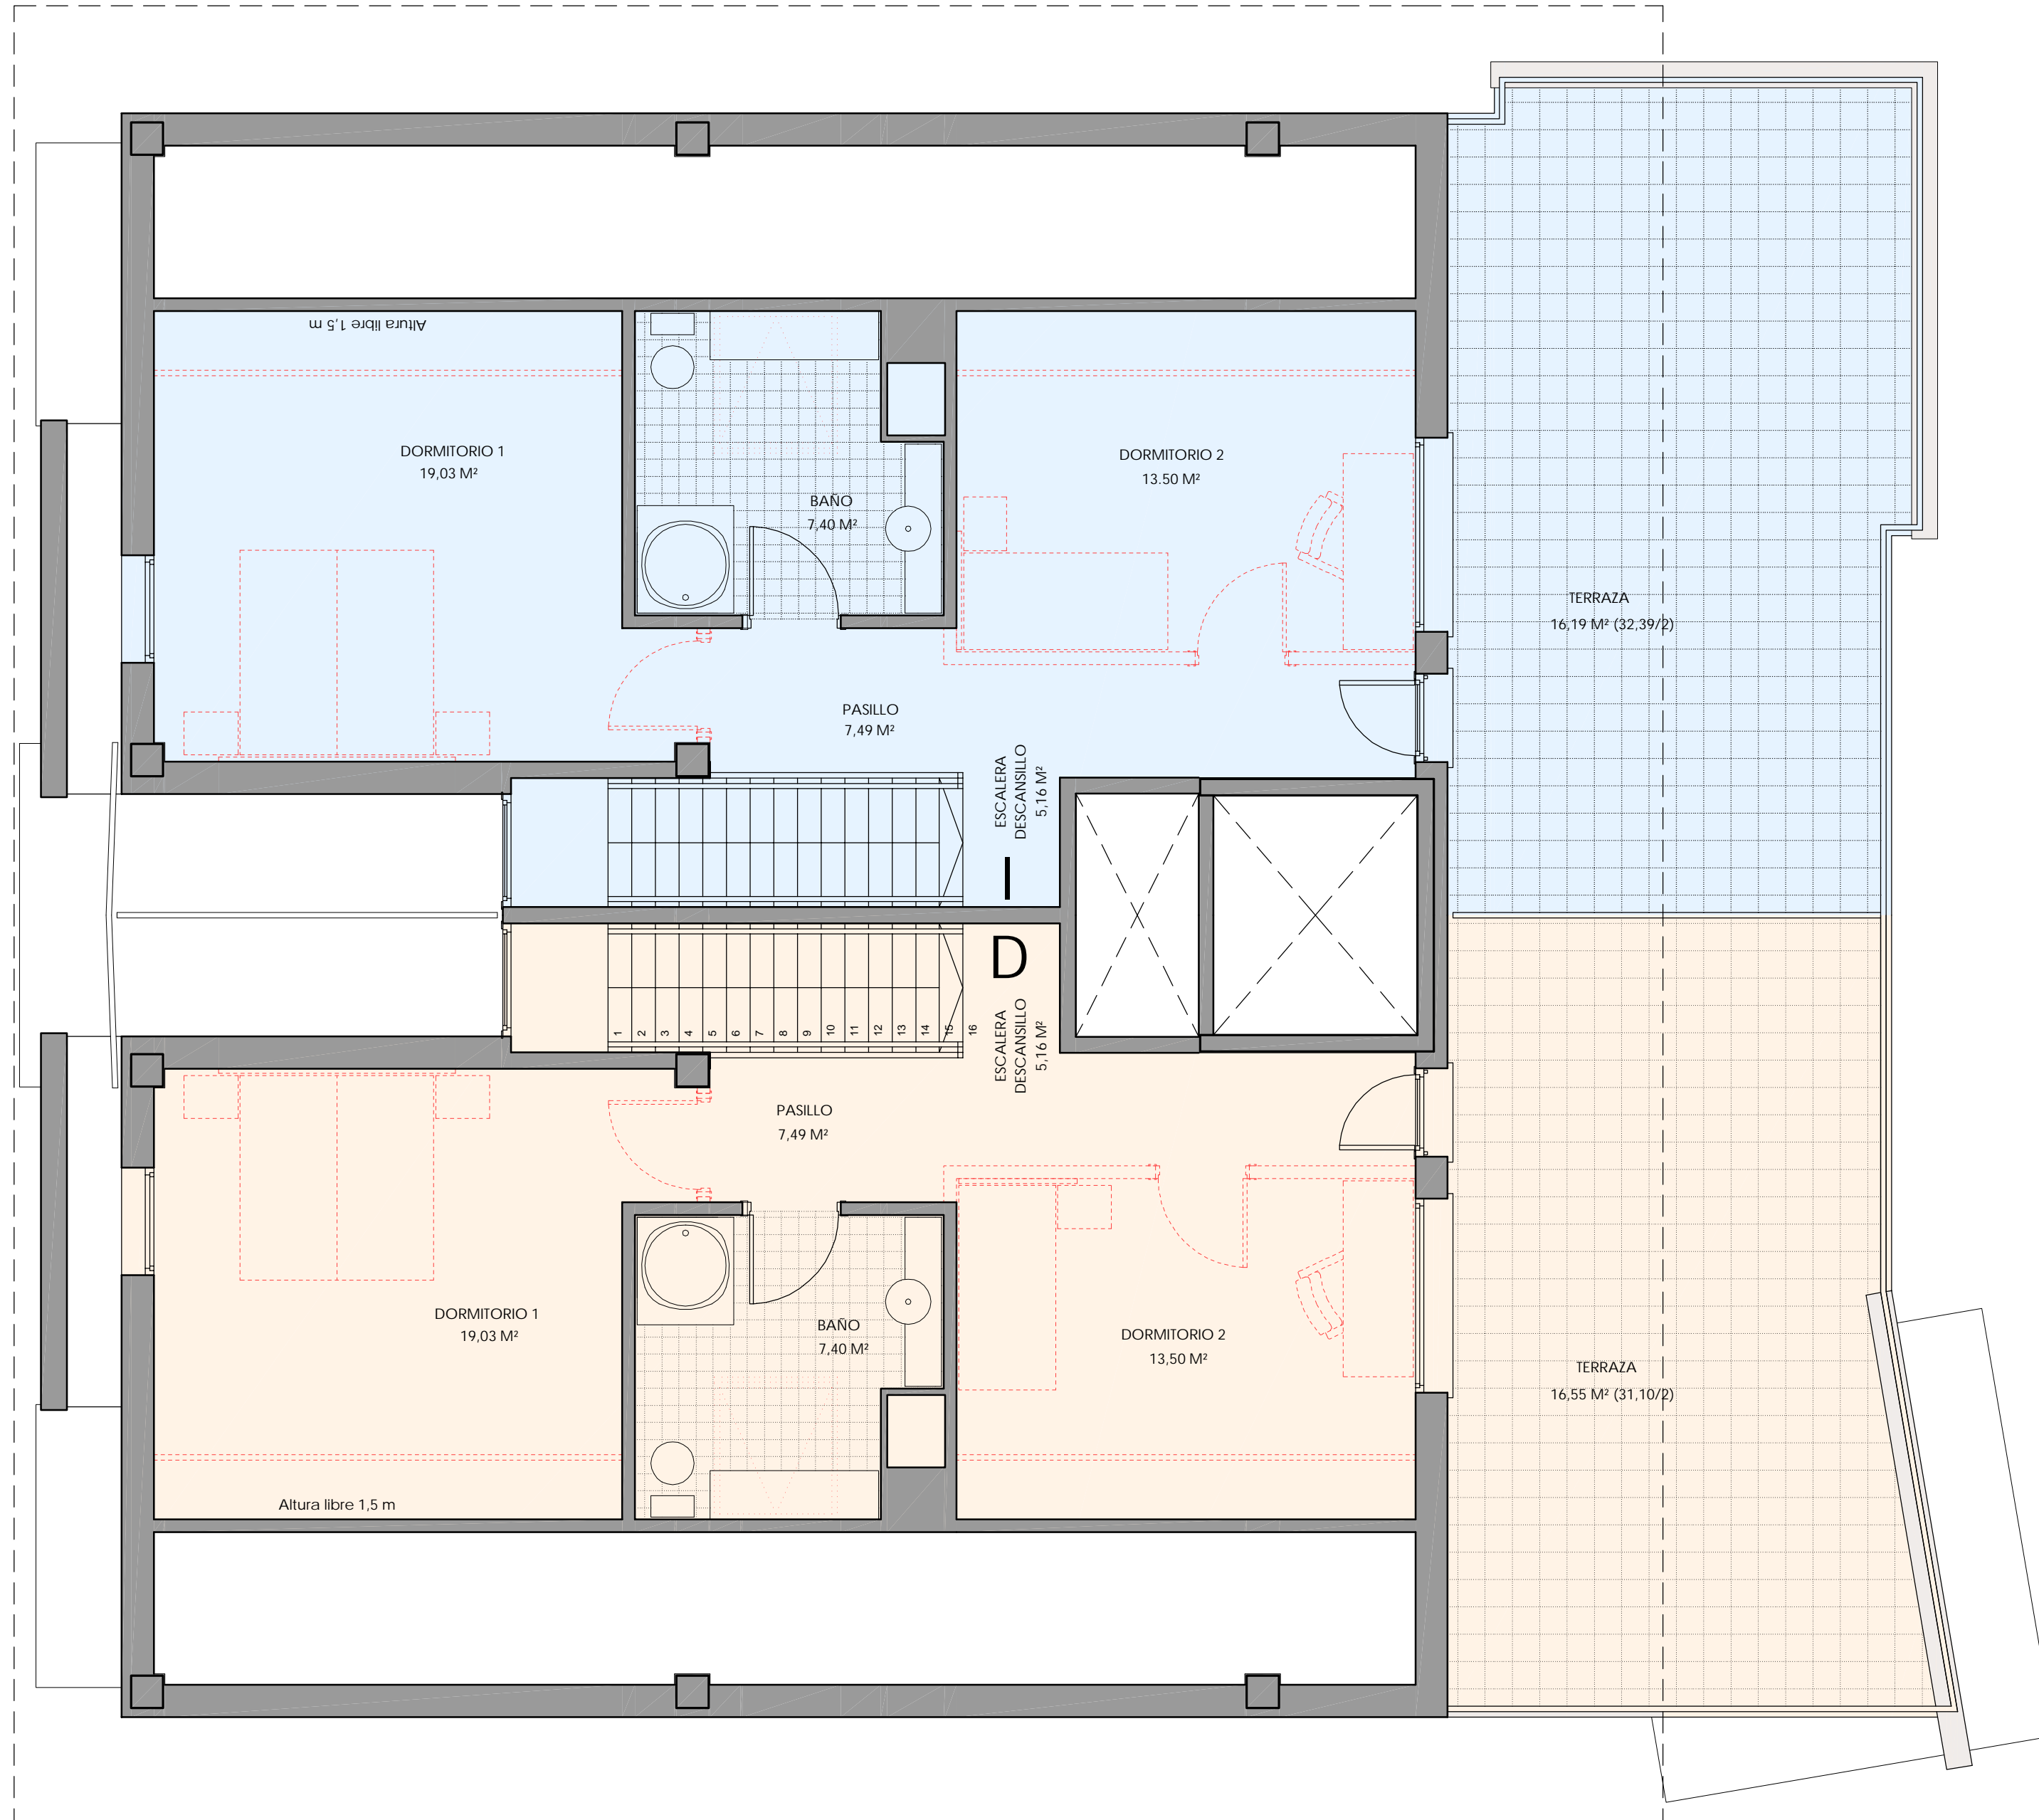 Altura libre 1,5 m
DORMITORIO 1
19,03 M²
BAÑO
7,40 M²
DORMITORIO 2
13.50 M²
TERRAZA
16,19 M² (32,39/2)
PASILLO
7,49 M²
ESCALERA
DESCANSILLO
5,16 M²
I
D
1
2
3
4
5
6
7
8
9
10
11
12
13
14
15
16
ESCALERA
DESCANSILLO
5,16 M²
PASILLO
7,49 M²
DORMITORIO 1
19,03 M²
BAÑO
7,40 M²
DORMITORIO 2
13,50 M²
TERRAZA
16,55 M² (31,10/2)
Altura libre 1,5 m